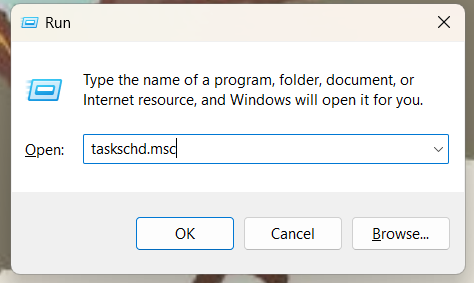 Run
Type the name of a program, folder, document, or
Internet resource, and Windows will open it for you.
Open: taskschd.msc
OK Cancel Browse...